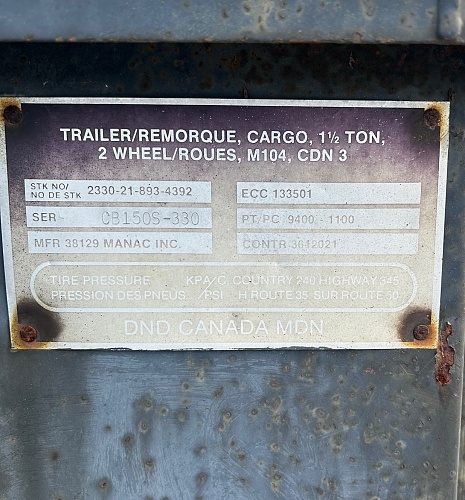 TRAILER/REMORQUE, CARGO, 1½ TON,
2 WHEEL/ROUES, M104, CDN 3
STK NO/
NO DE STK 2330-21-893-4392
ECC 133501
SER CB150S-330
PT/PC 9400 - 1100
MFR 38129 MANAC INC.
CONTR 3012021
TIRE PRESSURE KPA/C. COUNTRY 240 HIGHWAY 345
PRESSION DES PNEUS /PSI H ROUTE 35 SUR ROUTE 50
DND CANADA MDN